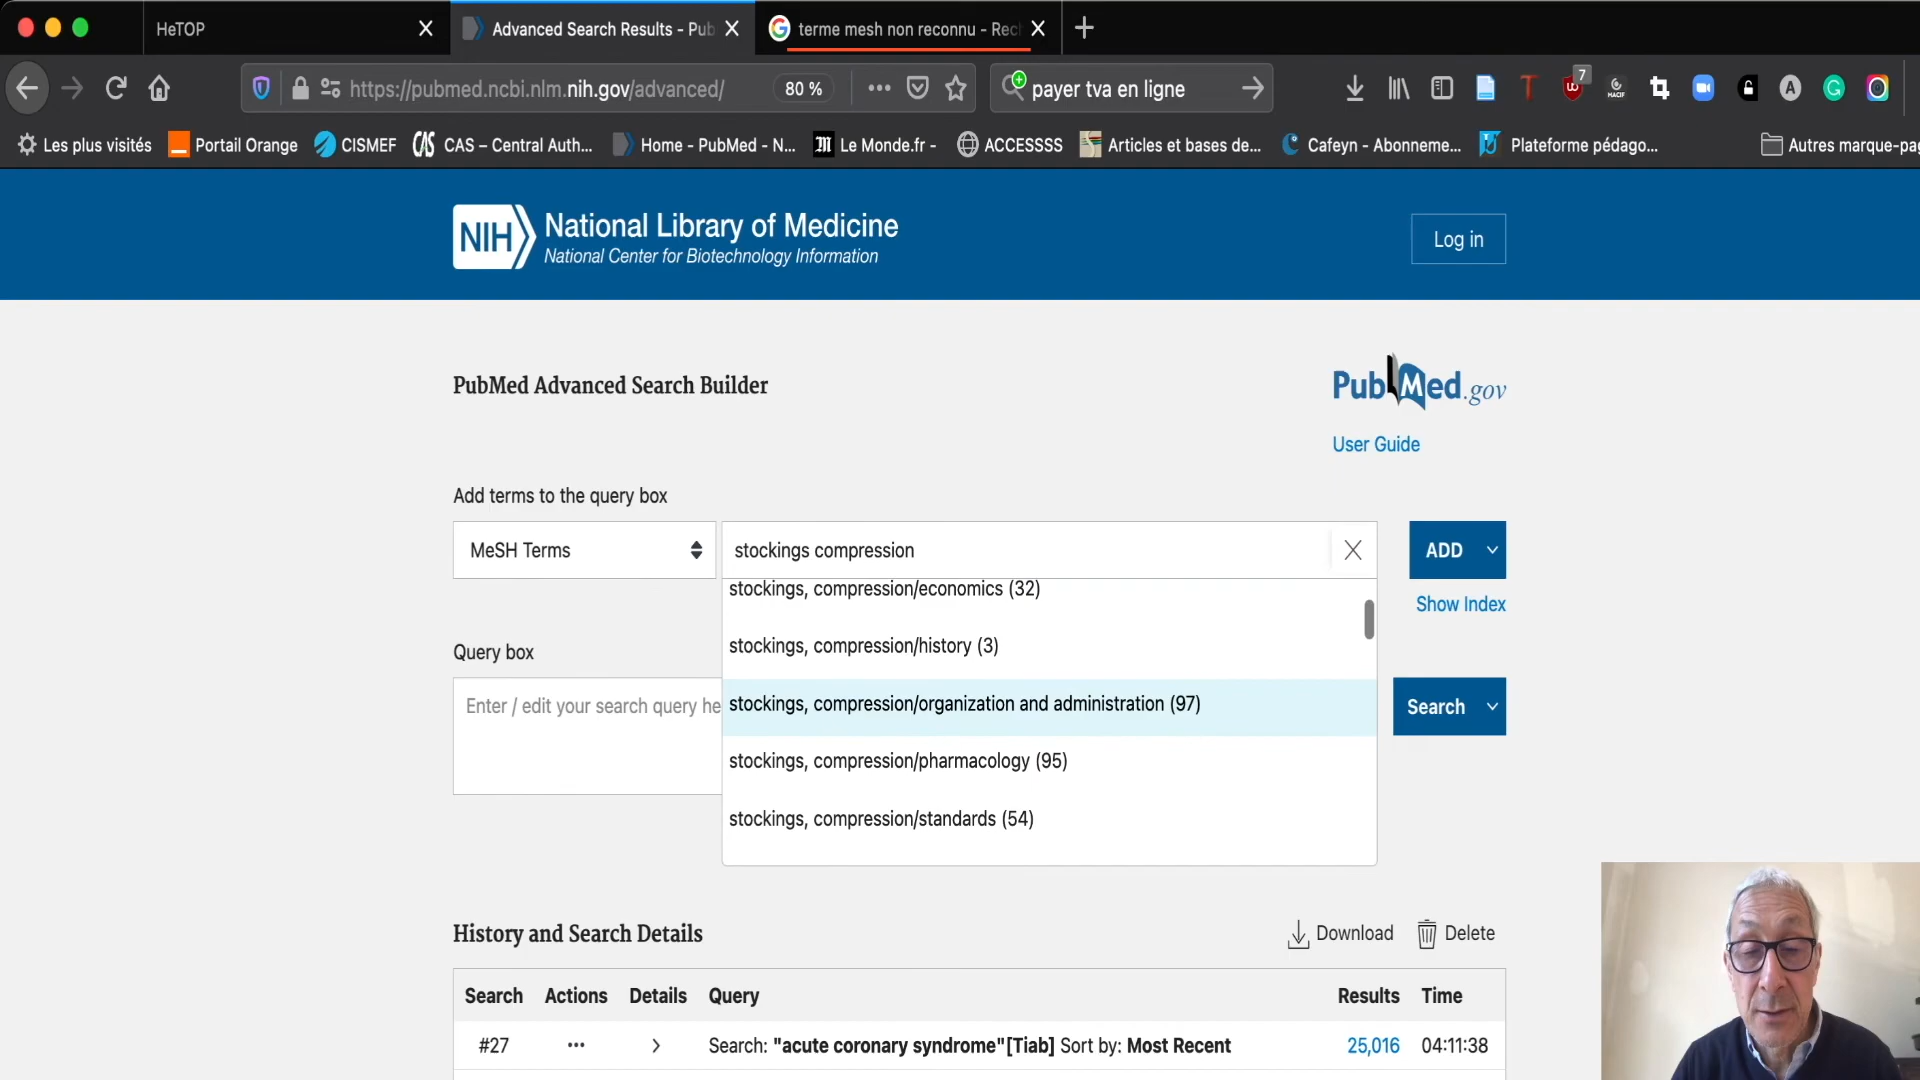 HeTOP
Advanced Search Results - Pub
terme mesh non reconnu - Rec
https://pubmed.ncbi.nlm.nih.gov/advanced/
80 %
payer tva en ligne
7
Les plus visités
Portail Orange
CISMEF
CAS – Central Auth...
Home - PubMed - N...
Le Monde.fr -
ACCESSSS
Articles et bases de...
Cafeyn - Abonneme...
Plateforme pédago...
Autres marque-pag
NIH
National Library of Medicine
National Center for Biotechnology Information
Log in
PubMed Advanced Search Builder
PubMed.gov
User Guide
Add terms to the query box
MeSH Terms
stockings compression
ADD
stockings, compression/economics (32)
Show Index
stockings, compression/history (3)
Query box
Enter / edit your search query he
stockings, compression/organization and administration (97)
Search
stockings, compression/pharmacology (95)
stockings, compression/standards (54)
History and Search Details
Download
Delete
Search Actions Details Query Results Time
#27 Search: "acute coronary syndrome"[Tiab] Sort by: Most Recent 25,016 04:11:38